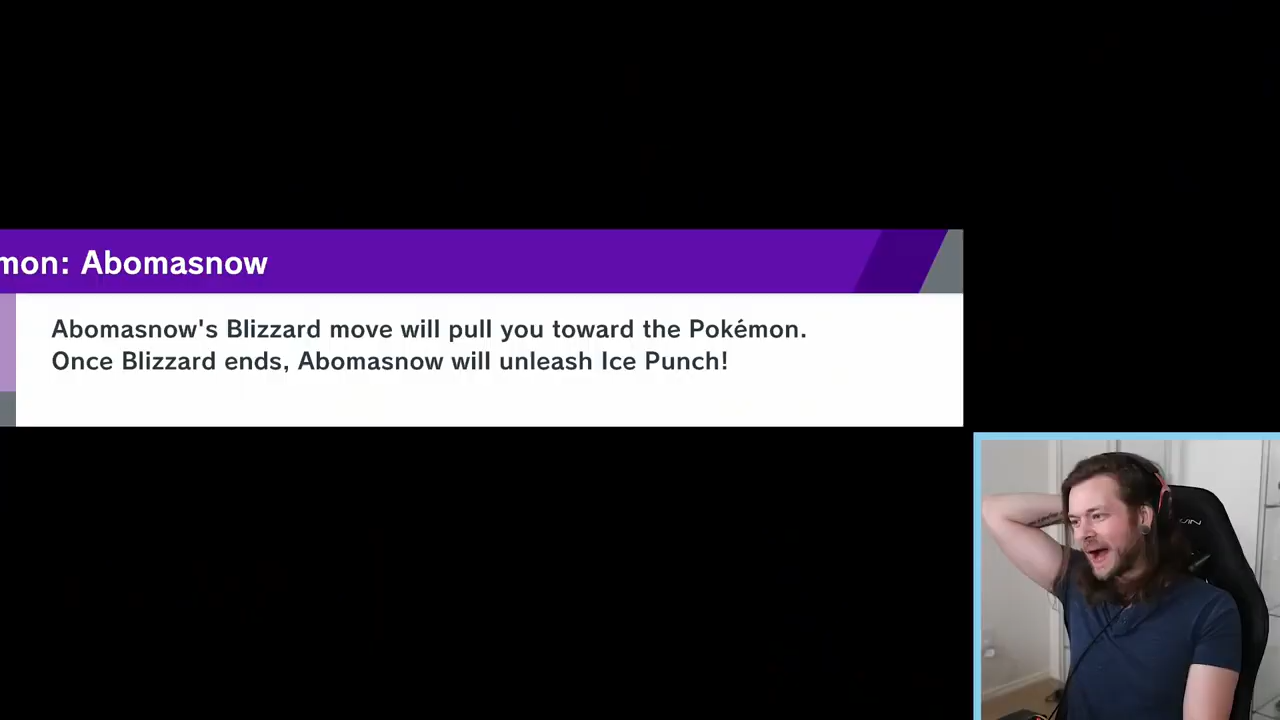 mon: Abomasnow
Abomasnow's Blizzard move will pull you toward the Pokémon.
Once Blizzard ends, Abomasnow will unleash Ice Punch!